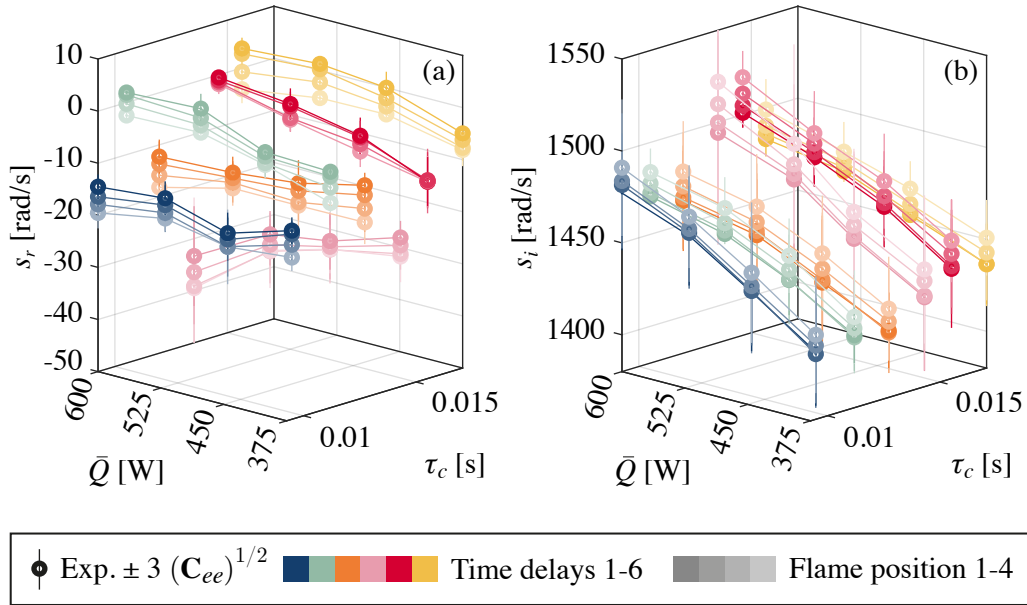 (a)
10
0
-10
-20
-30
-40
-50
s_r [rad/s]
600
525
450
375
Q̄ [W]
0.01
0.015
τ_c [s]
(b)
1550
1500
1450
1400
s_i [rad/s]
600
525
450
375
Q̄ [W]
0.01
0.015
τ_c [s]
Exp. ± 3 (C_ee)^1/2 Time delays 1-6 Flame position 1-4